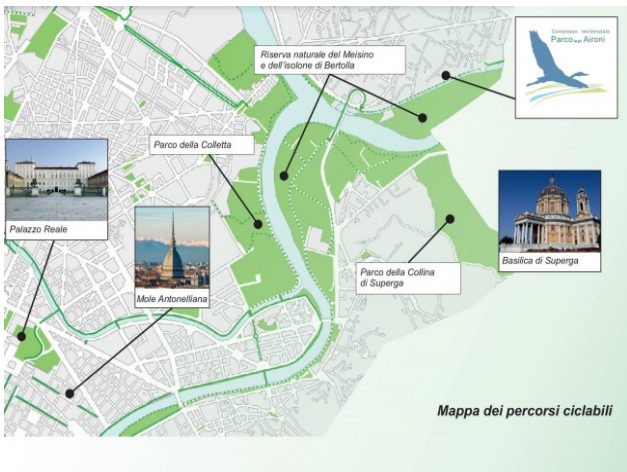 Complesso residenziale
Parco degli Aironi
Riserva naturale del Meisino
e dell'isolone di Bertolla
Parco della Colletta
Palazzo Reale
Mole Antonelliana
Basilica di Superga
Parco della Collina
di Superga
Mappa dei percorsi ciclabili